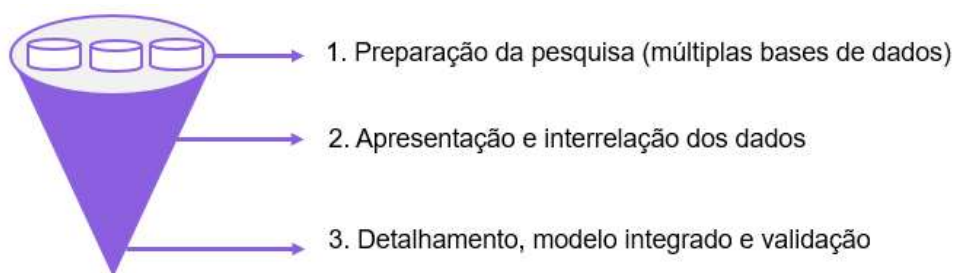 1. Preparação da pesquisa (múltiplas bases de dados)
2. Apresentação e interrelação dos dados
3. Detalhamento, modelo integrado e validação